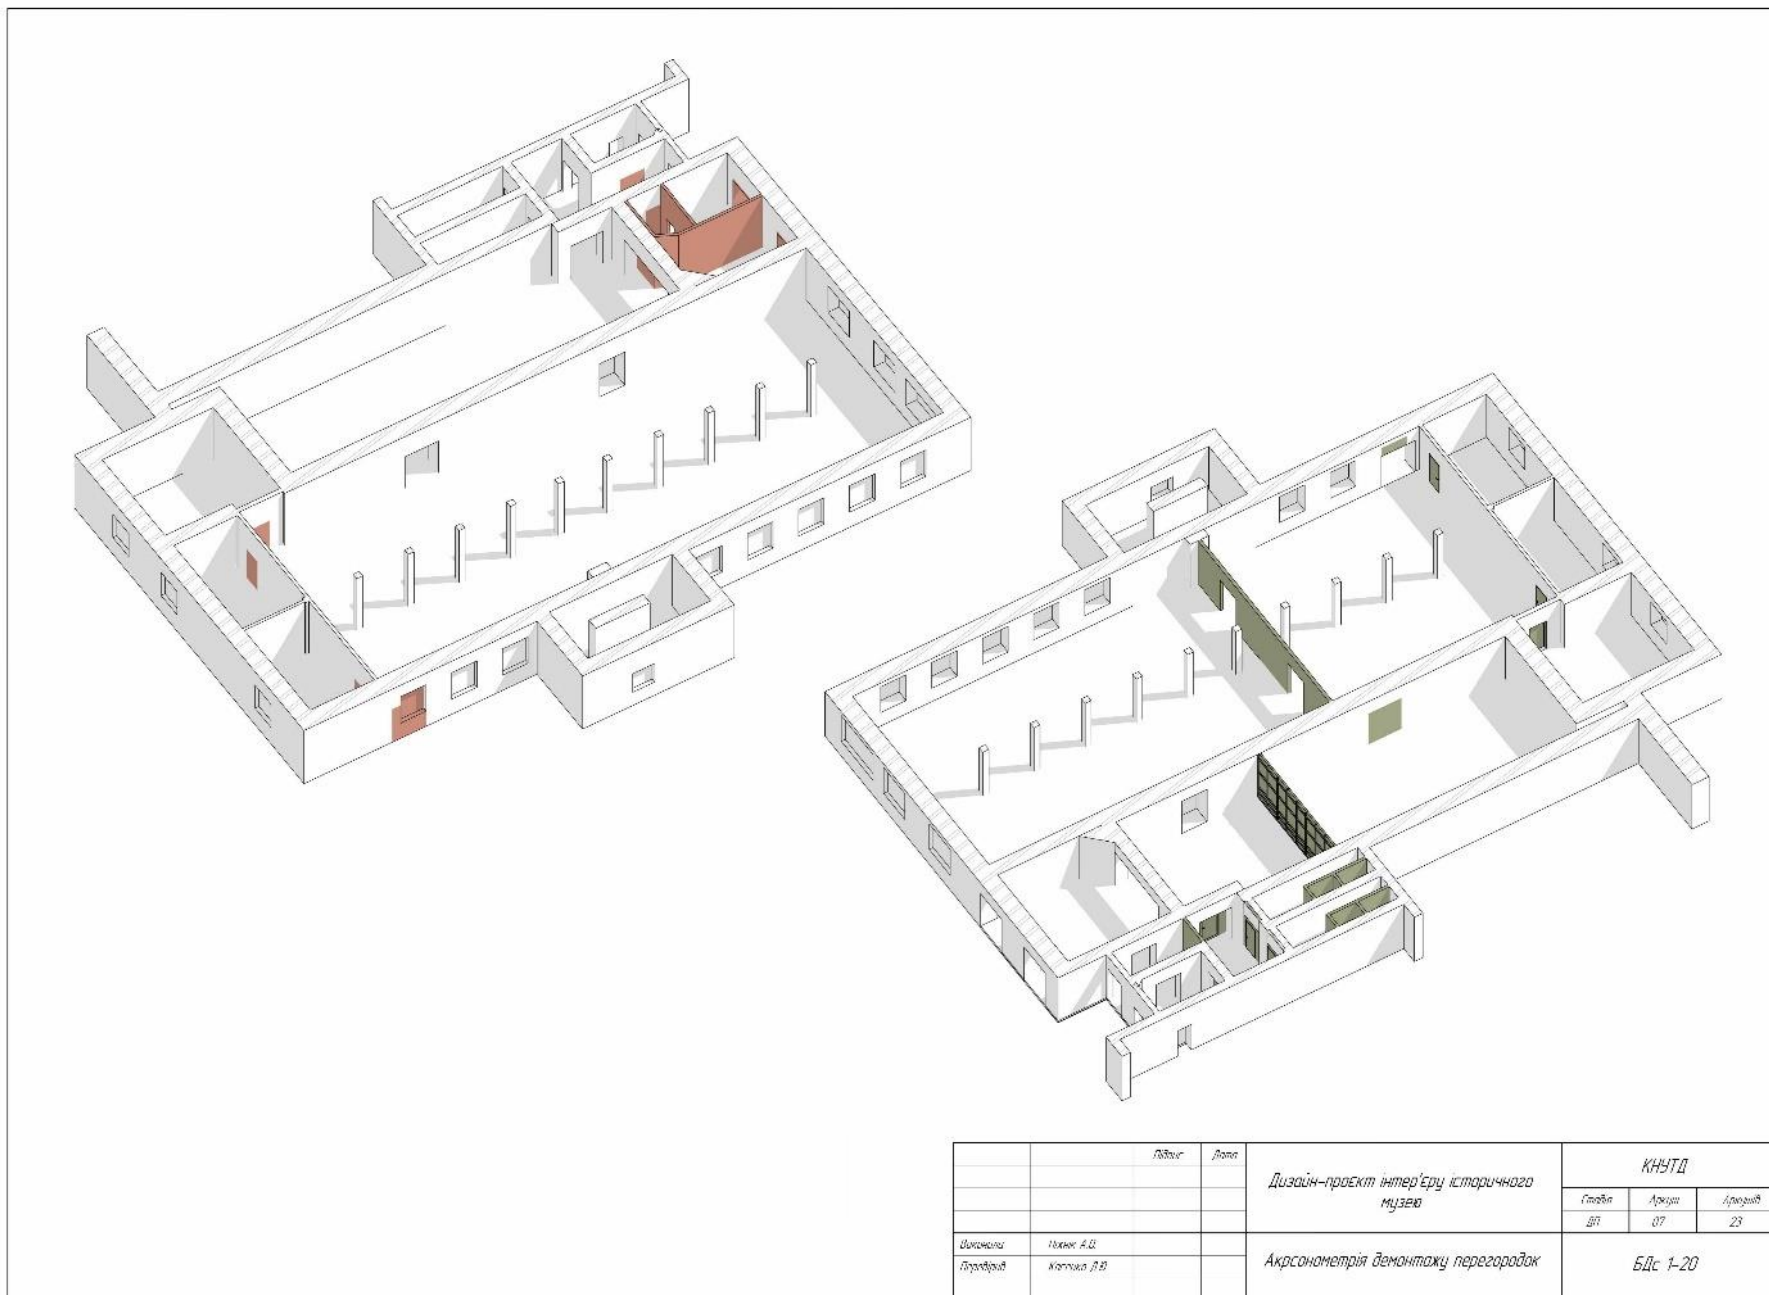 Підпис Дата
Дизайн-проєкт інтер'єру історичного
музею
КНУТД
Стадія Аркуш Аркушів
ДП 07 23
Виконала А.О.
Перевірив
Акрсонометрія демонтажу перегородок
БДс 1-20